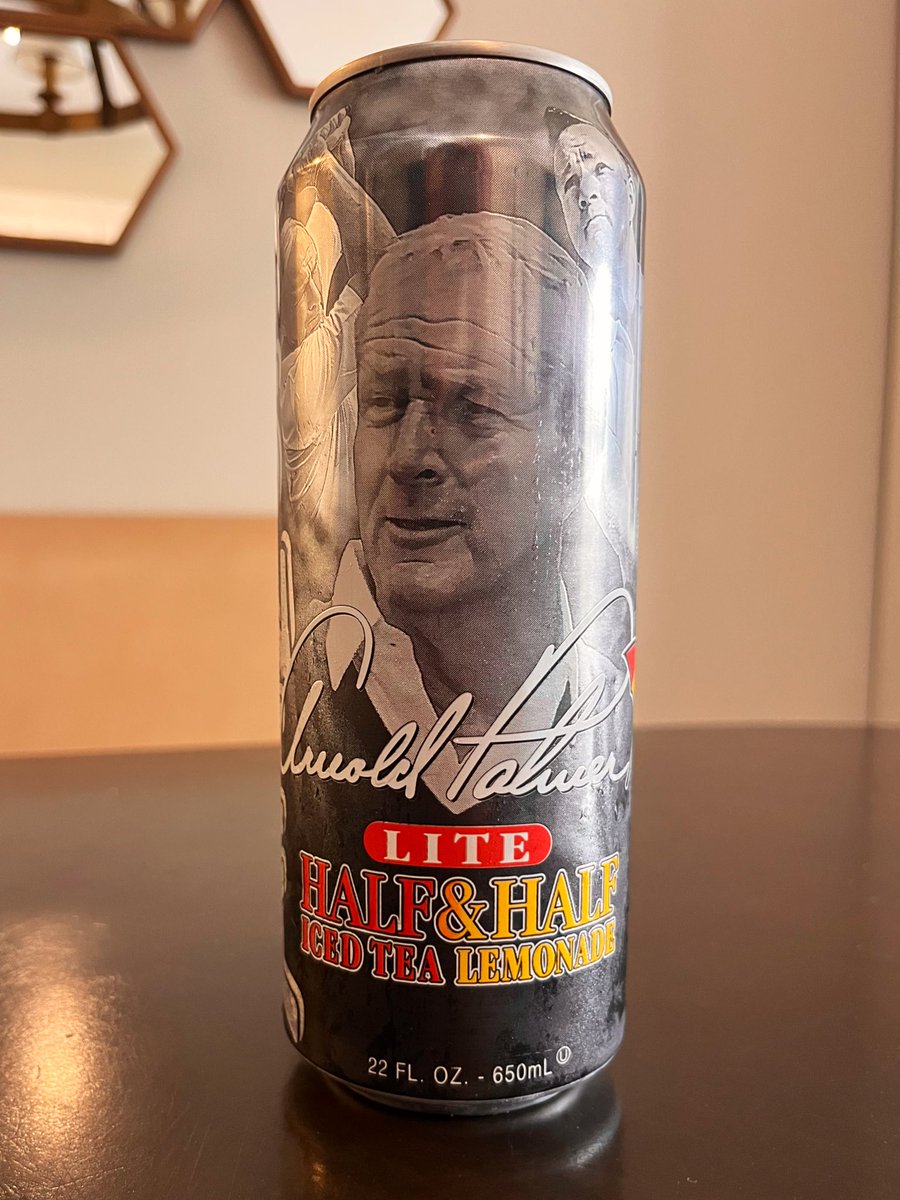 Arnold Palmer
LITE
HALF & HALF
ICED TEA LEMONADE
22 FL. OZ. - 650mL Ⓤ